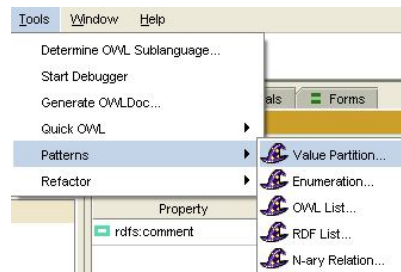 Tools Window Help
Determine OWL Sublanguage...
Start Debugger
Generate OWLDoc...
als Forms
Quick OWL
Patterns
Value Partition...
Refactor
Enumeration...
Property
OWL List...
rdfs:comment
RDF List...
N-ary Relation...